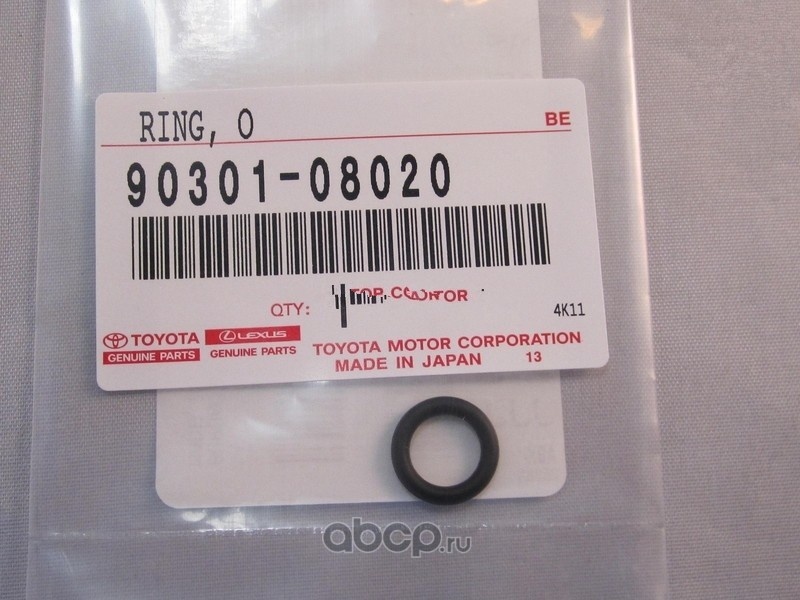 RING, O
BE
90301-08020
QTY:
4K11
TOYOTA
LEXUS
GENUINE PARTS
GENUINE PARTS
TOYOTA MOTOR CORPORATION
MADE IN JAPAN 13
abcp.ru